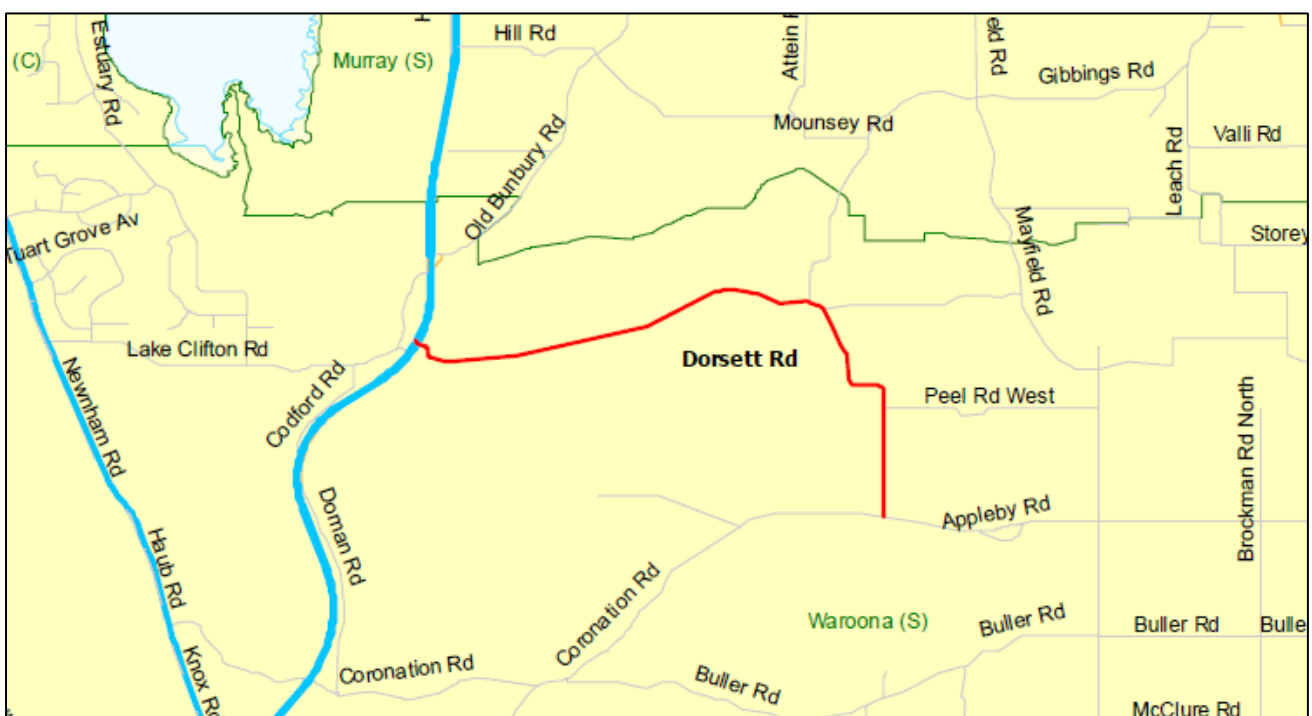 Hill Rd
Estuary Rd
(C)
Murray (S)
Attein
Gibbings Rd
Mounsey Rd
Valli Rd
Old Bunbury Rd
Leach Rd
Tuart Grove Av
Mayfield Rd
Storey
Lake Clifton Rd
Dorsett Rd
Newnham Rd
Codford Rd
Peel Rd West
Brockman Rd North
Dornan Rd
Appleby Rd
Haub Rd
Coronation Rd
Waroona (S)
Buller Rd
Buller Rd
Bulle
Knox Rd
Coronation Rd
Buller Rd
McClure Rd